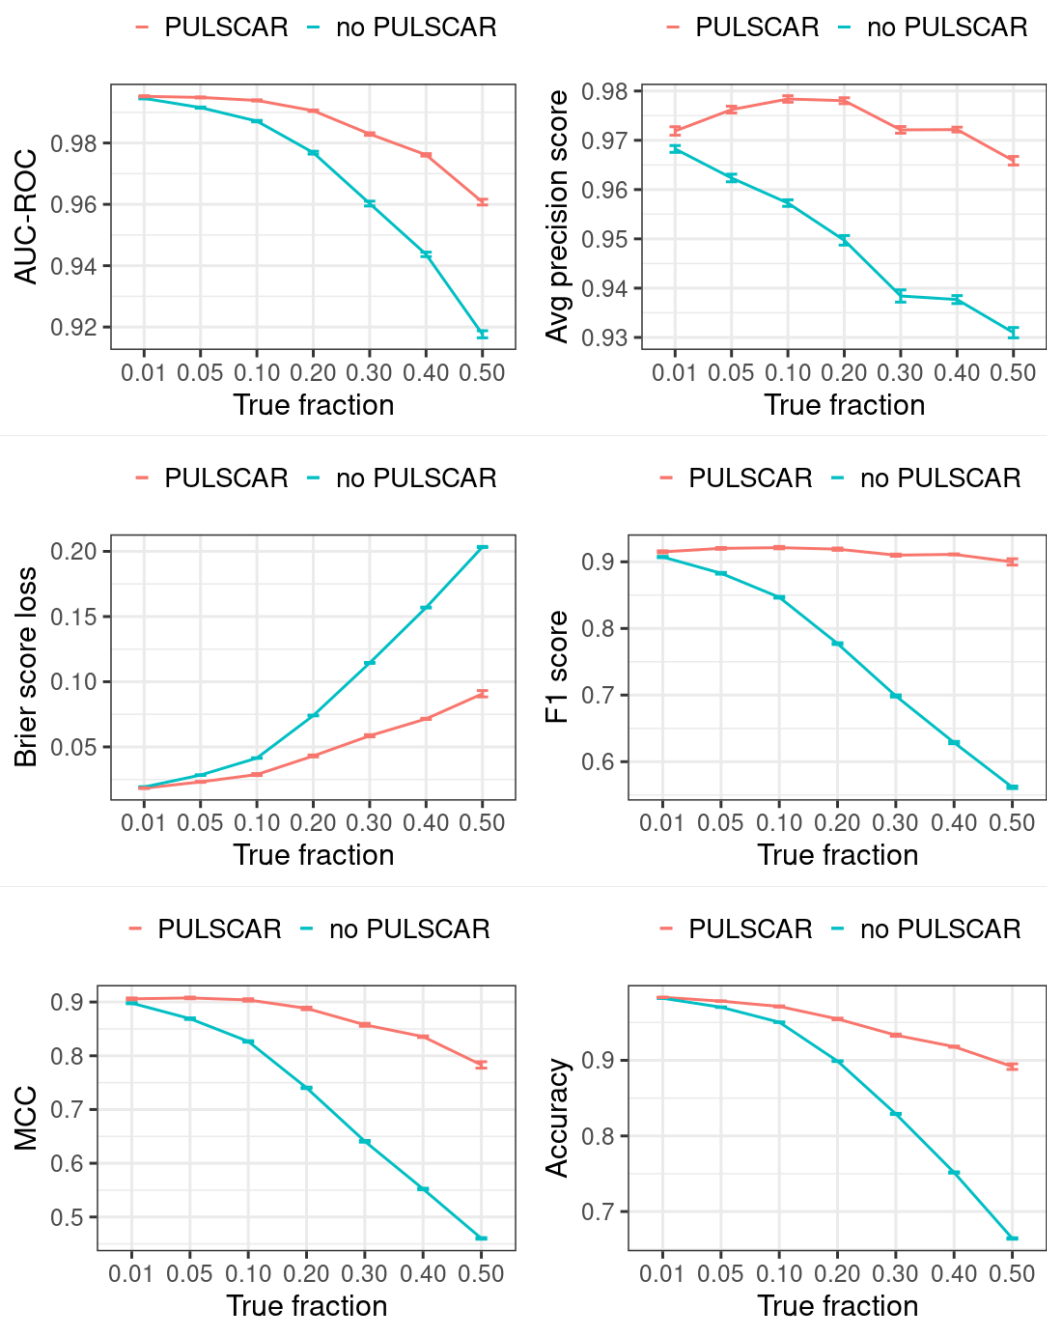 PULSCAR no PULSCAR
AUC-ROC
0.98
0.96
0.94
0.92
0.01 0.05 0.10 0.20 0.30 0.40 0.50
True fraction
PULSCAR no PULSCAR
Avg precision score
0.98
0.97
0.96
0.95
0.94
0.93
0.01 0.05 0.10 0.20 0.30 0.40 0.50
True fraction
PULSCAR no PULSCAR
Brier score loss
0.20
0.15
0.10
0.05
0.01 0.05 0.10 0.20 0.30 0.40 0.50
True fraction
PULSCAR no PULSCAR
F1 score
0.9
0.8
0.7
0.6
0.01 0.05 0.10 0.20 0.30 0.40 0.50
True fraction
PULSCAR no PULSCAR
MCC
0.9
0.8
0.7
0.6
0.5
0.01 0.05 0.10 0.20 0.30 0.40 0.50
True fraction
PULSCAR no PULSCAR
Accuracy
0.9
0.8
0.7
0.01 0.05 0.10 0.20 0.30 0.40 0.50
True fraction